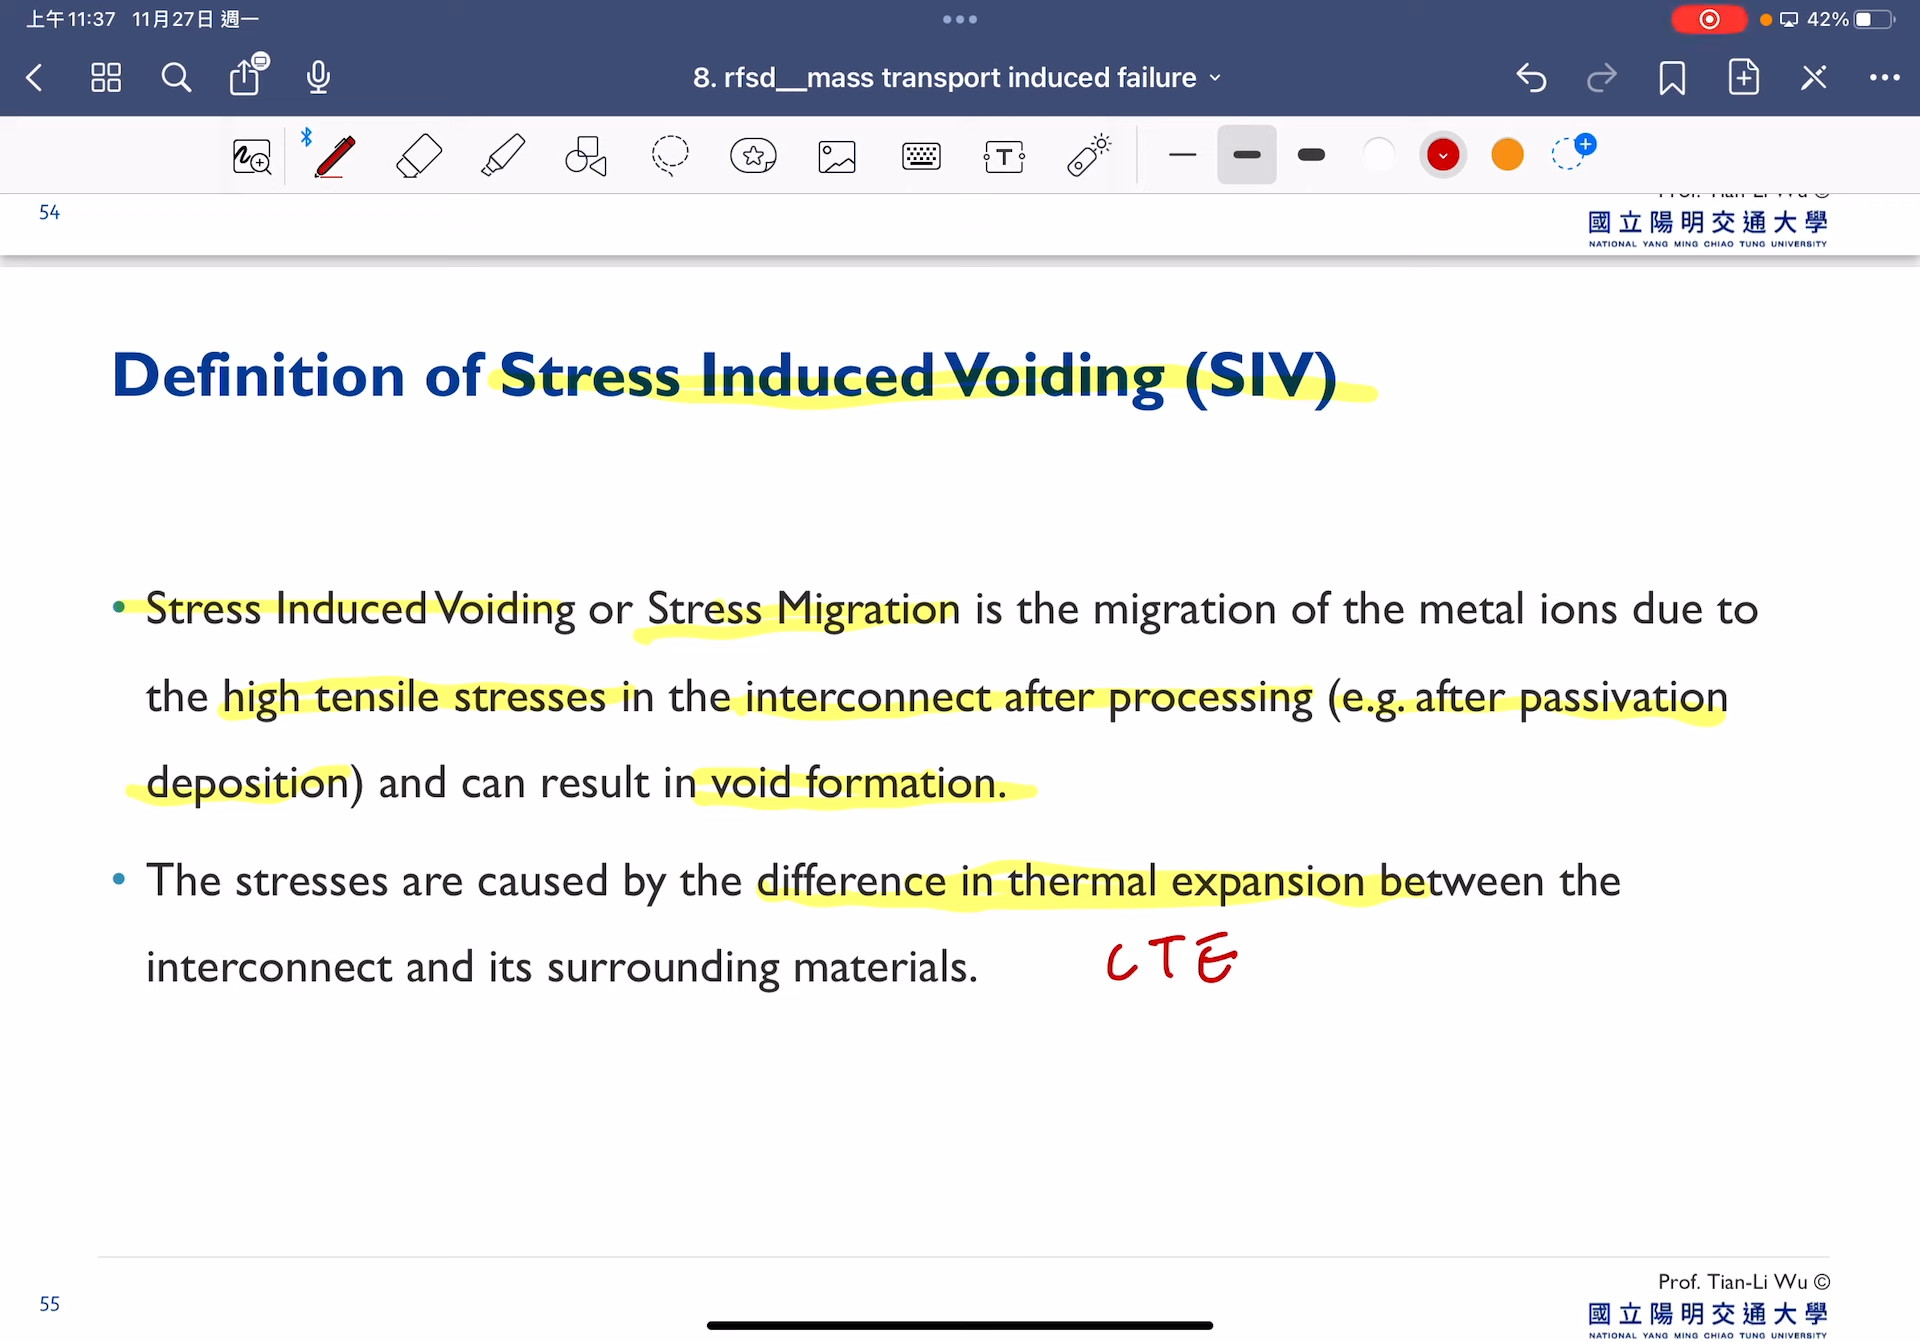 上午11:37 11月27日 週一
42%
8. rfsd__mass transport induced failure
T
54
國立陽明交通大學
NATIONAL YANG MING CHIAO TUNG UNIVERSITY
Definition of Stress Induced Voiding (SIV)
• Stress Induced Voiding or Stress Migration is the migration of the metal ions due to
the high tensile stresses in the interconnect after processing (e.g. after passivation
deposition) and can result in void formation.
• The stresses are caused by the difference in thermal expansion between the
interconnect and its surrounding materials.
CTE
55
Prof. Tian-Li Wu ©
國立陽明交通大學
NATIONAL YANG MING CHIAO TUNG UNIVERSITY